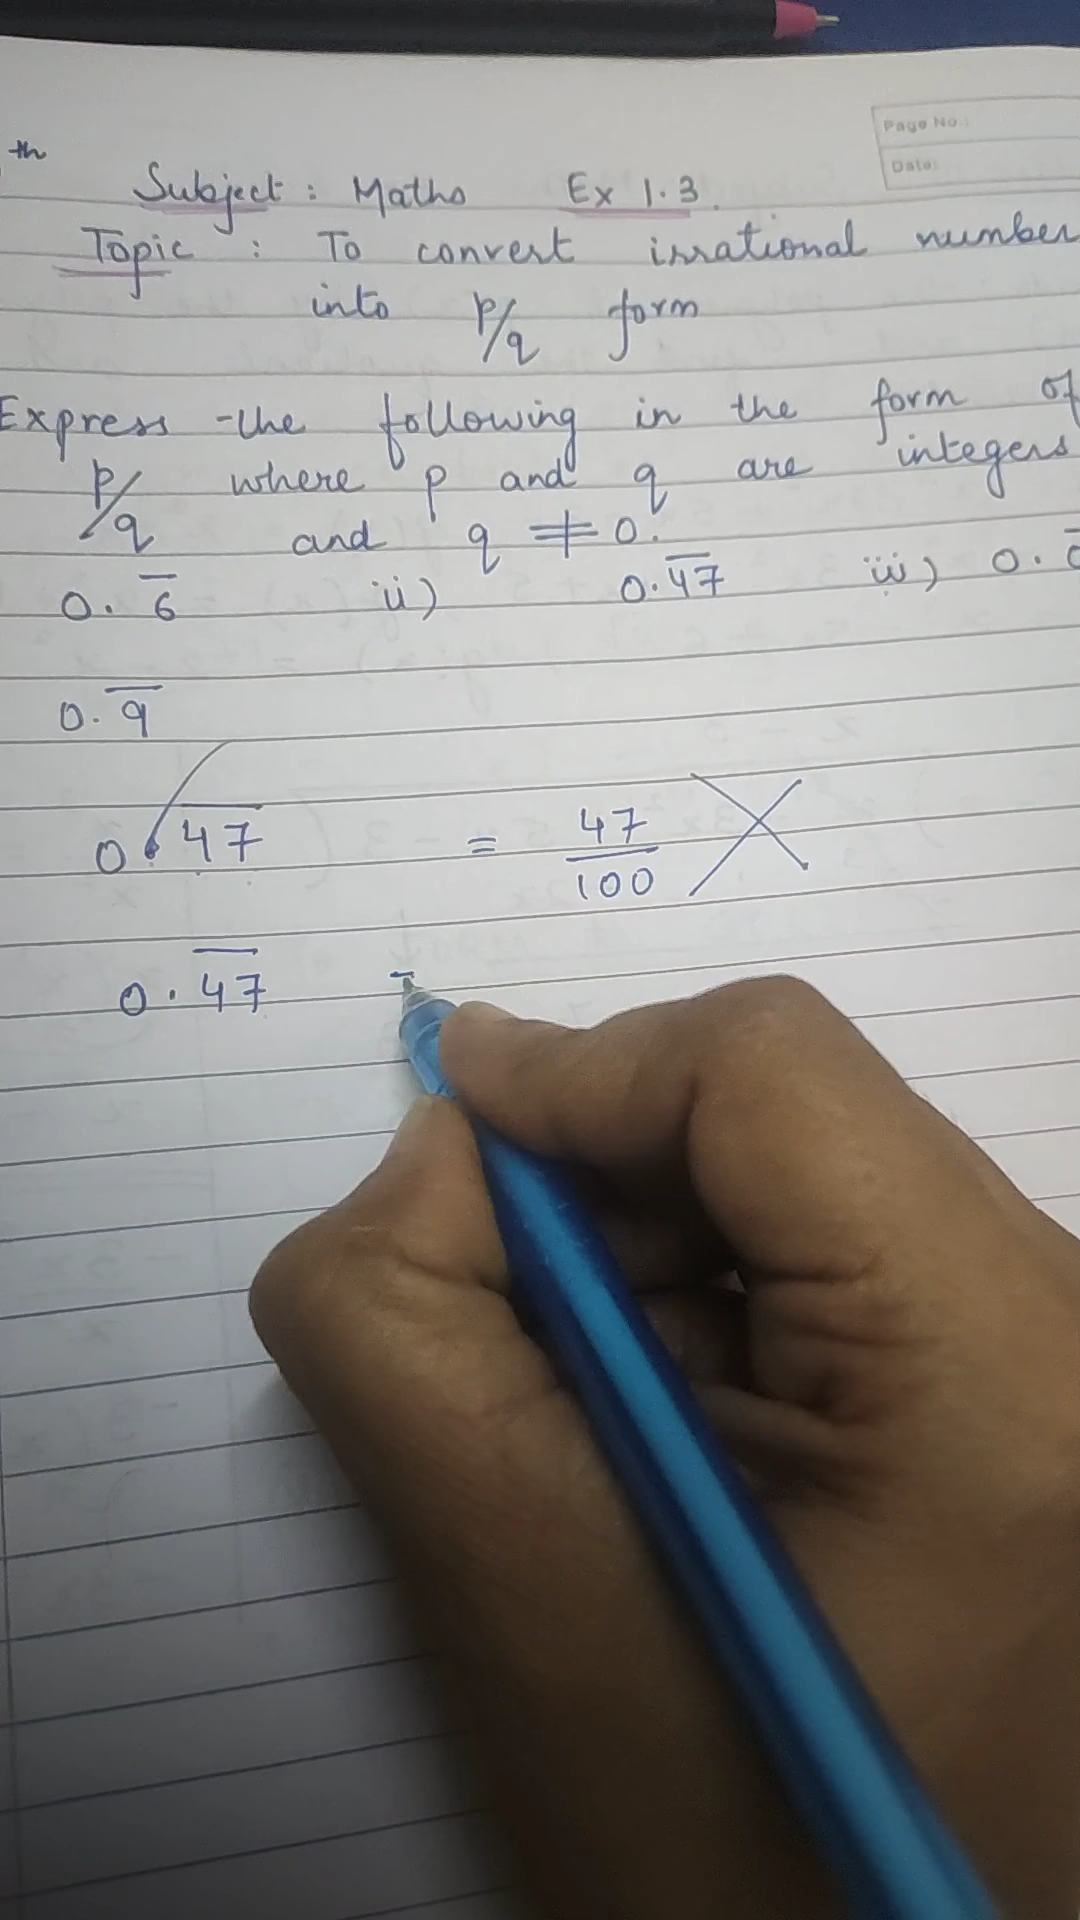 Page No.:
Date:
th
Subject : Maths Ex 1.3.
Topic : To convert irrational number
into p/q form
Express the following in the form of
p/q where p and q are integers
and q ≠ 0.
0.6̅ ii) 0.4̅7̅ iii) 0.
0.9̅
0.4̅7̅ = 47/100
0.4̅7̅